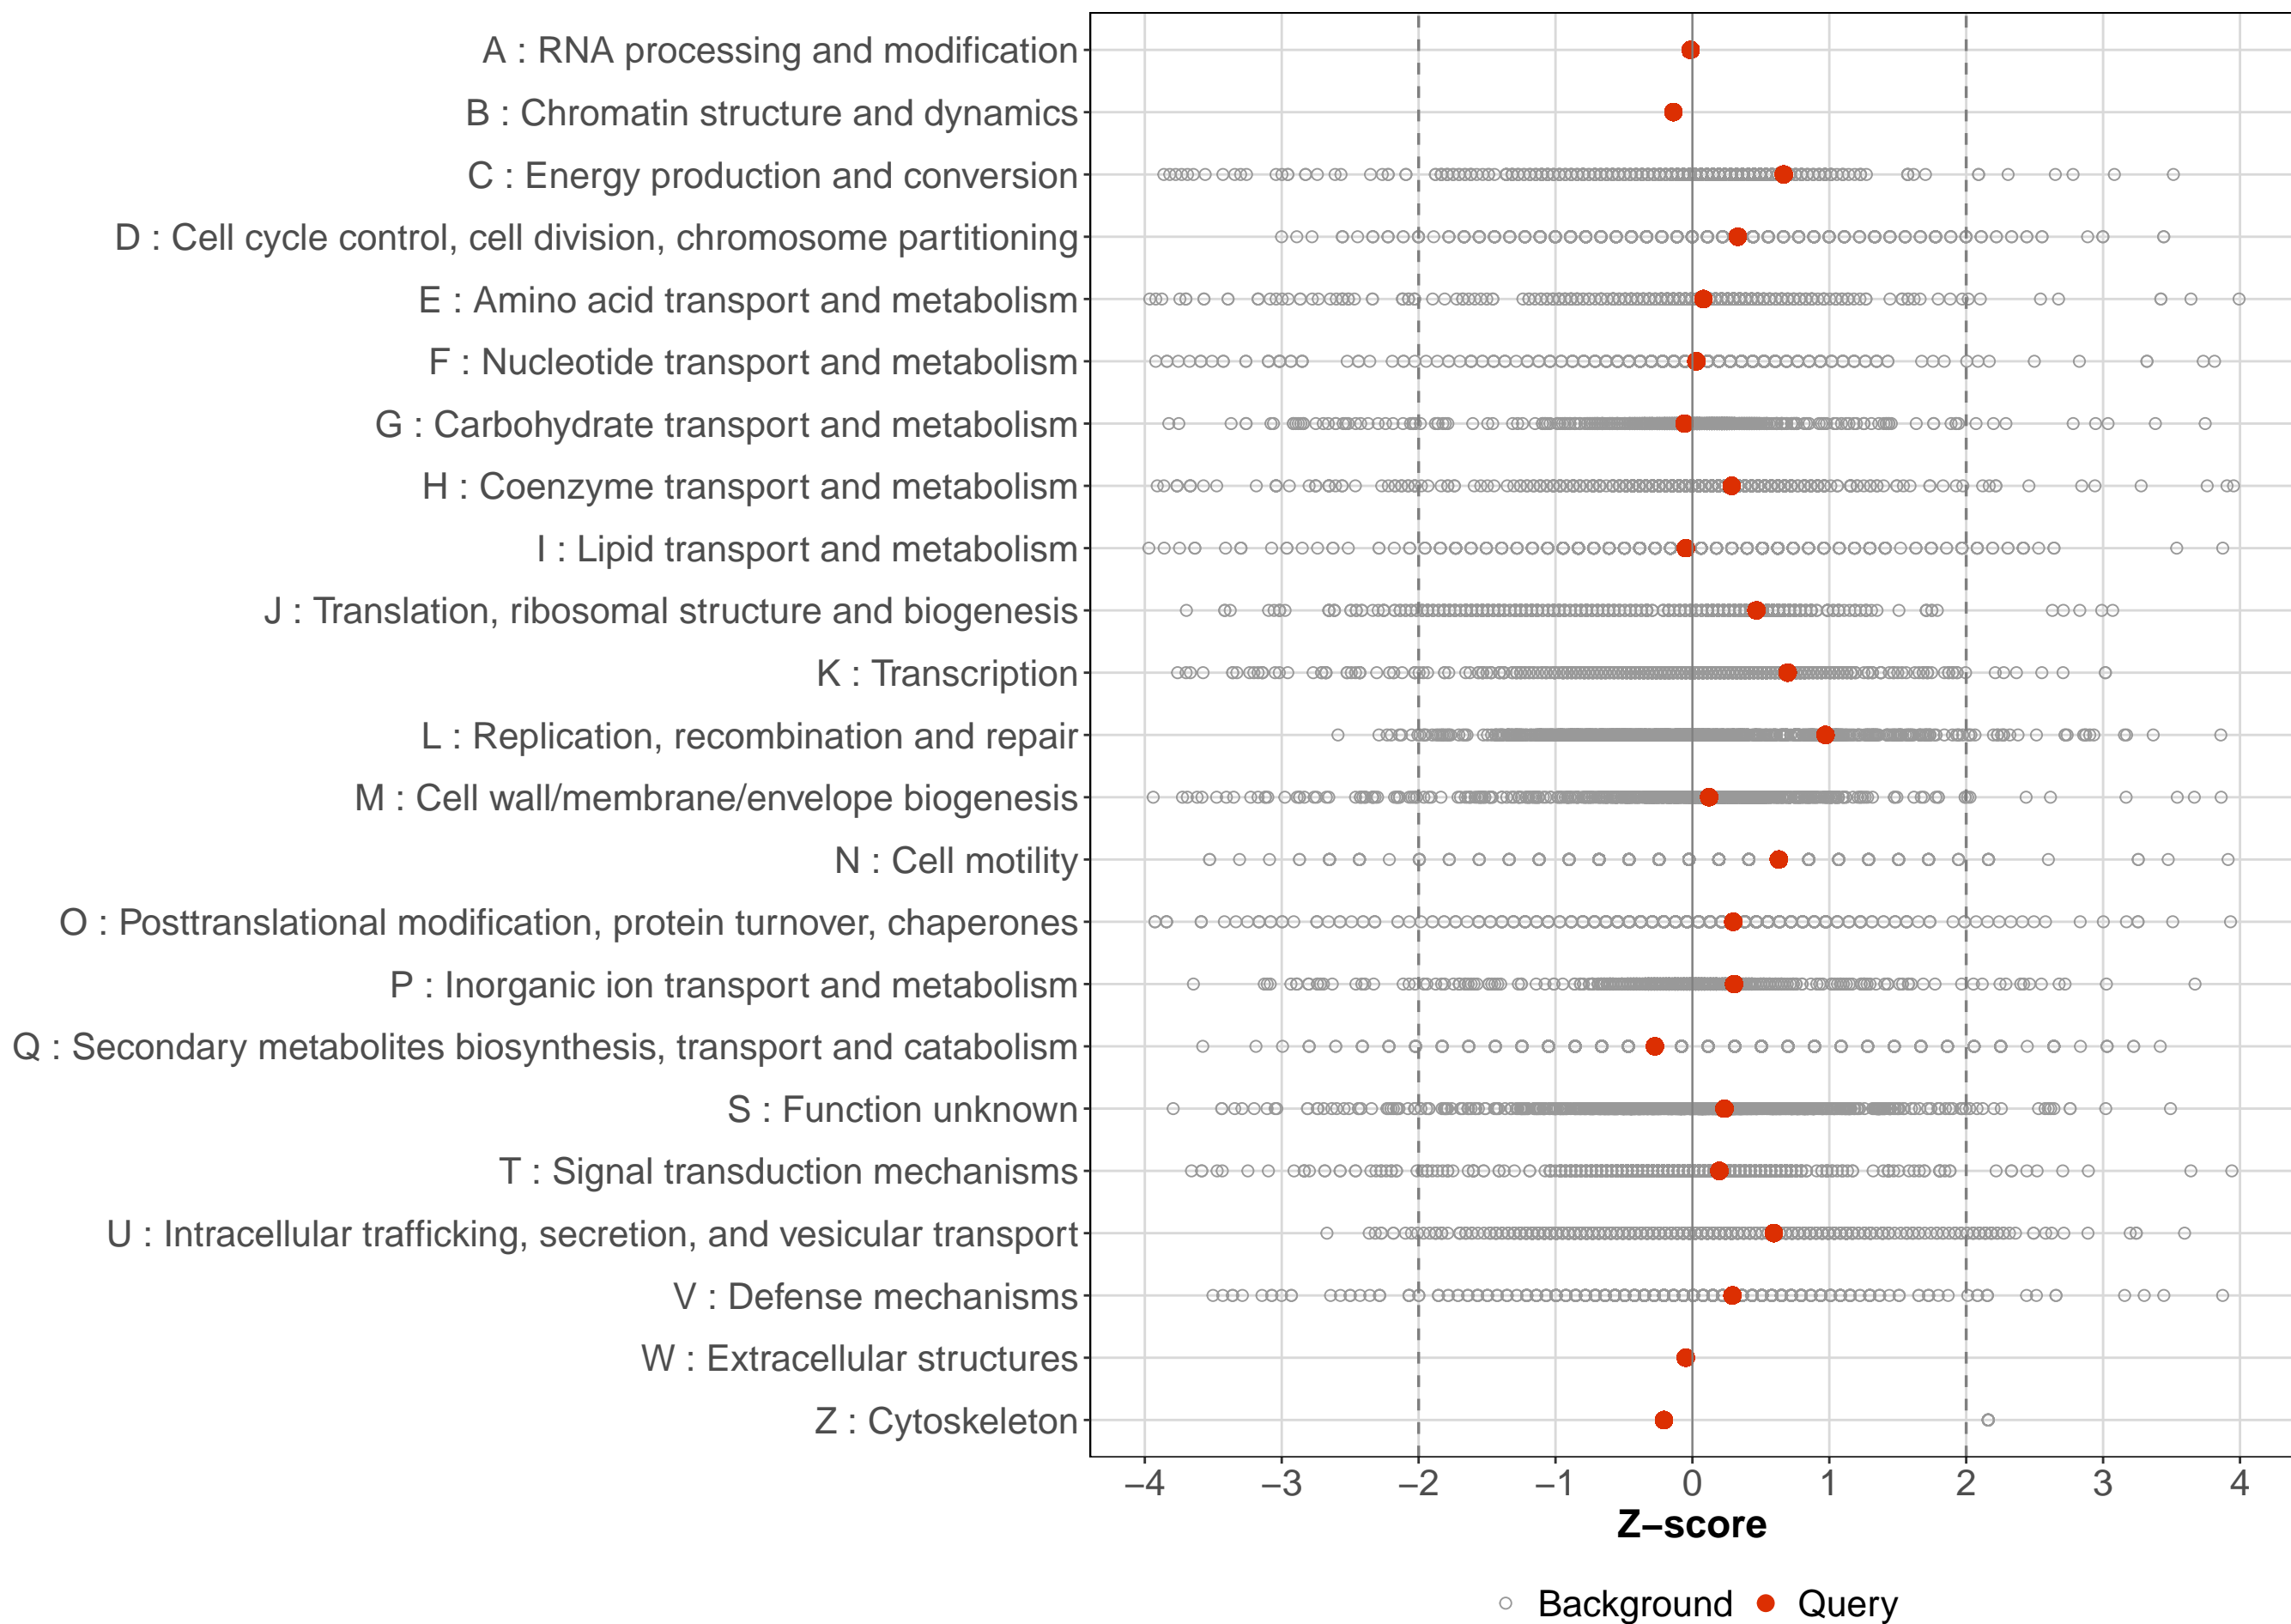 A : RNA processing and modification
B : Chromatin structure and dynamics
C : Energy production and conversion
D : Cell cycle control, cell division, chromosome partitioning
E : Amino acid transport and metabolism
F : Nucleotide transport and metabolism
G : Carbohydrate transport and metabolism
H : Coenzyme transport and metabolism
I : Lipid transport and metabolism
J : Translation, ribosomal structure and biogenesis
K : Transcription
L : Replication, recombination and repair
M : Cell wall/membrane/envelope biogenesis
N : Cell motility
O : Posttranslational modification, protein turnover, chaperones
P : Inorganic ion transport and metabolism
Q : Secondary metabolites biosynthesis, transport and catabolism
S : Function unknown
T : Signal transduction mechanisms
U : Intracellular trafficking, secretion, and vesicular transport
V : Defense mechanisms
W : Extracellular structures
Z : Cytoskeleton
−4 −3 −2 −1 0 1 2 3 4
Z−score
Background Query